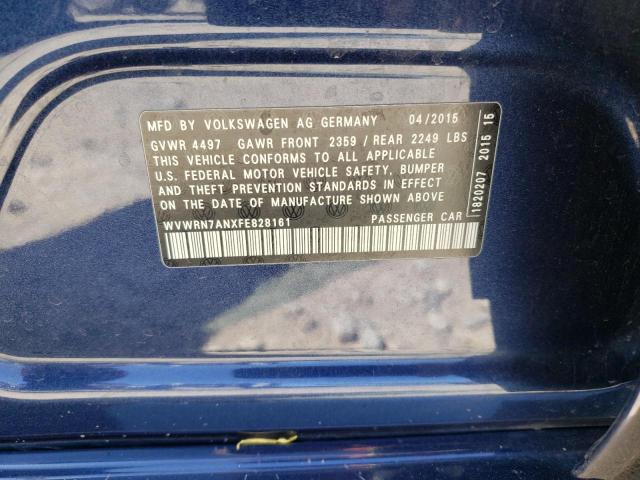 MFD BY VOLKSWAGEN AG GERMANY 04/2015
GVWR 4497 GAWR FRONT 2359 / REAR 2249 LBS
THIS VEHICLE CONFORMS TO ALL APPLICABLE
U.S. FEDERAL MOTOR VEHICLE SAFETY, BUMPER
AND THEFT PREVENTION STANDARDS IN EFFECT
ON THE DATE OF MANUFACTURE SHOWN ABOVE
WVWRN7ANXFE828161 PASSENGER CAR
1820207 2015 15